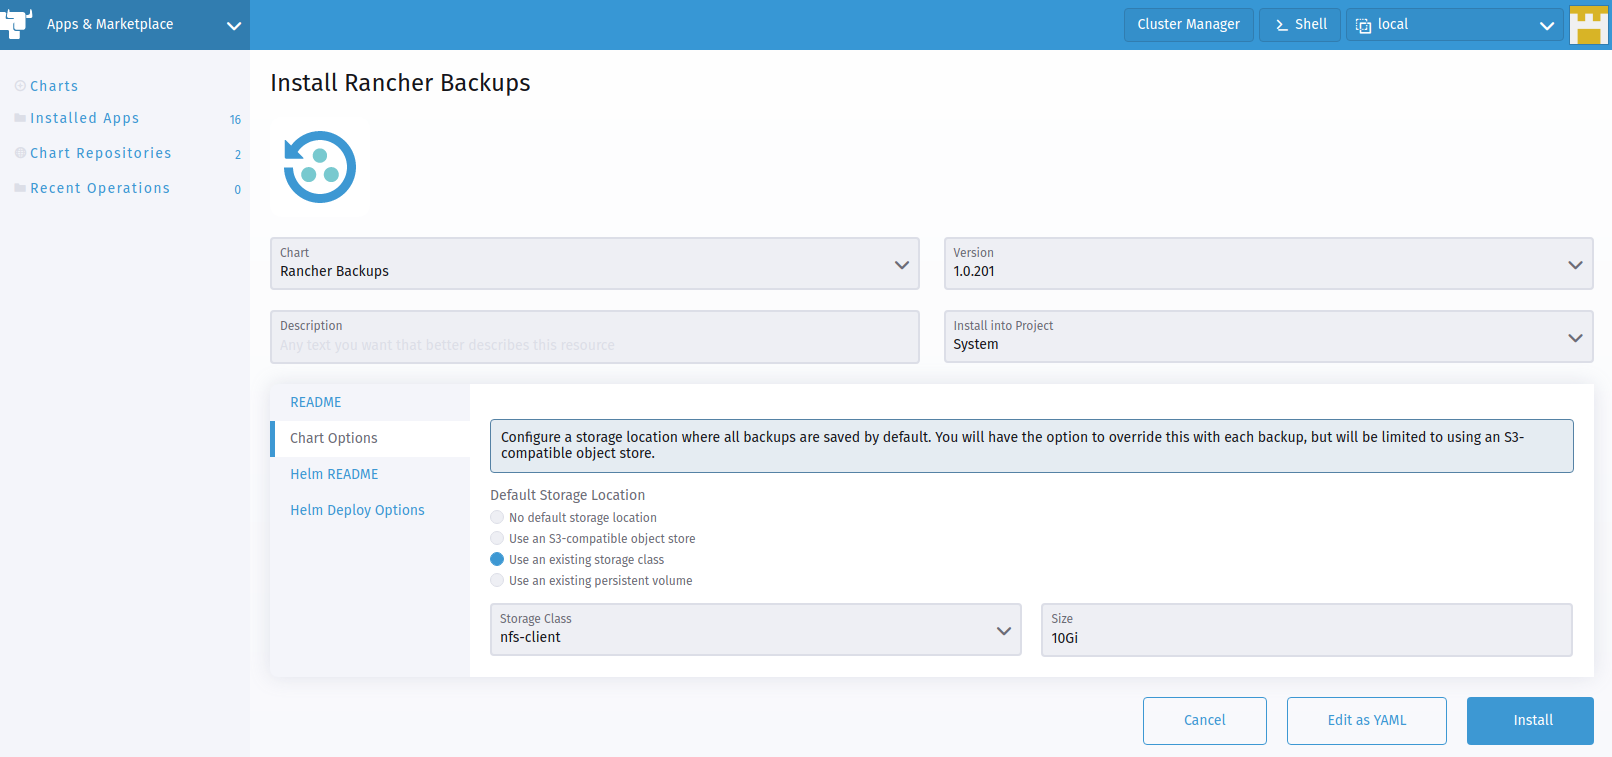 Apps & Marketplace
Cluster Manager
Shell
local
Charts
Installed Apps 16
Chart Repositories 2
Recent Operations 0
Install Rancher Backups
Chart
Rancher Backups
Version
1.0.201
Description
Any text you want that better describes this resource
Install into Project
System
README
Chart Options
Helm README
Helm Deploy Options
Configure a storage location where all backups are saved by default. You will have the option to override this with each backup, but will be limited to using an S3-
compatible object store.
Default Storage Location
No default storage location
Use an S3-compatible object store
Use an existing storage class
Use an existing persistent volume
Storage Class
nfs-client
Size
10Gi
Cancel
Edit as YAML
Install